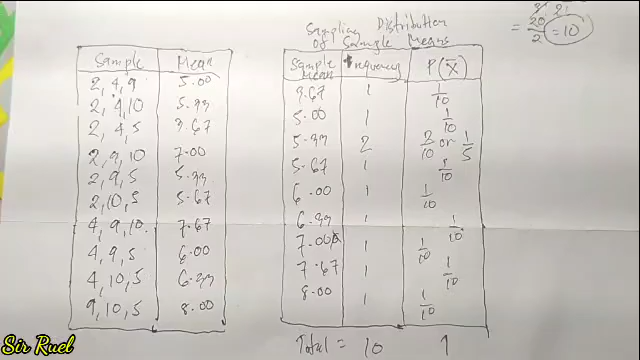 Sampling Distribution
of Sample Means
20
2
= 10
Sample Mean
2, 4, 9 5.00
2, 4, 10 5.33
2, 4, 5 3.67
2, 9, 10 7.00
2, 9, 5 5.33
2, 10, 5 5.67
4, 9, 10 7.67
4, 9, 5 6.00
4, 10, 5 6.33
9, 10, 5 8.00
Sample Mean Frequency P(X̄)
3.67 1 1/10
5.00 1 1/10
5.33 2 2/10 or 1/5
5.67 1 1/10
6.00 1 1/10
6.33 1 1/10
7.00 1 1/10
7.67 1 1/10
8.00 1 1/10
Total = 10 1
Sir Ruel